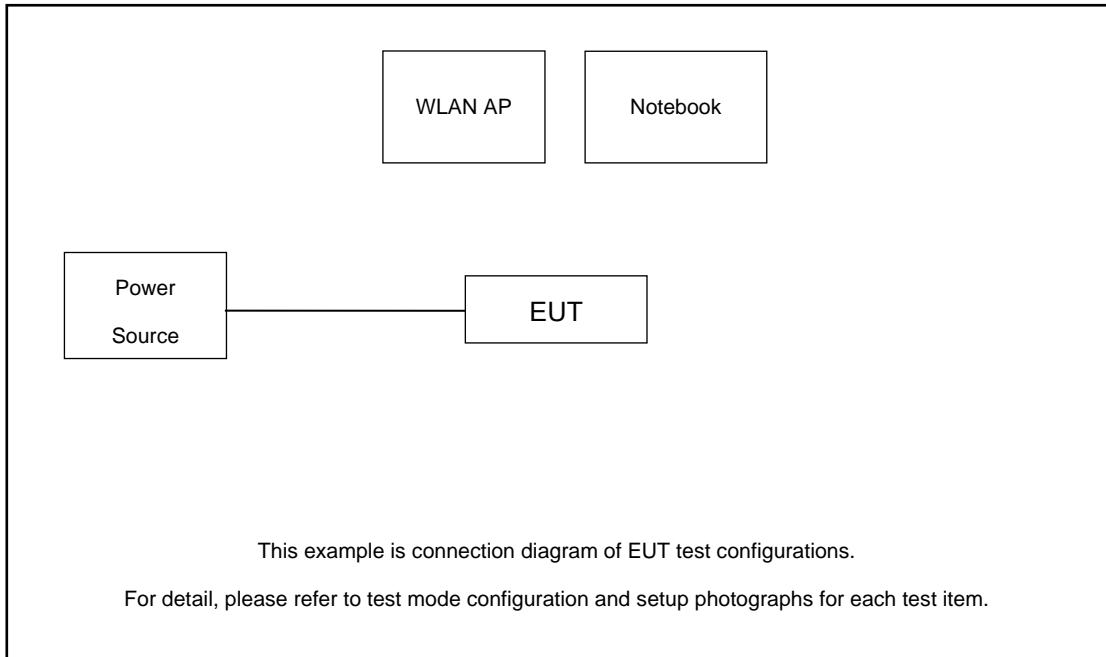 WLAN AP
Notebook
Power
Source
EUT
This example is connection diagram of EUT test configurations.
For detail, please refer to test mode configuration and setup photographs for each test item.